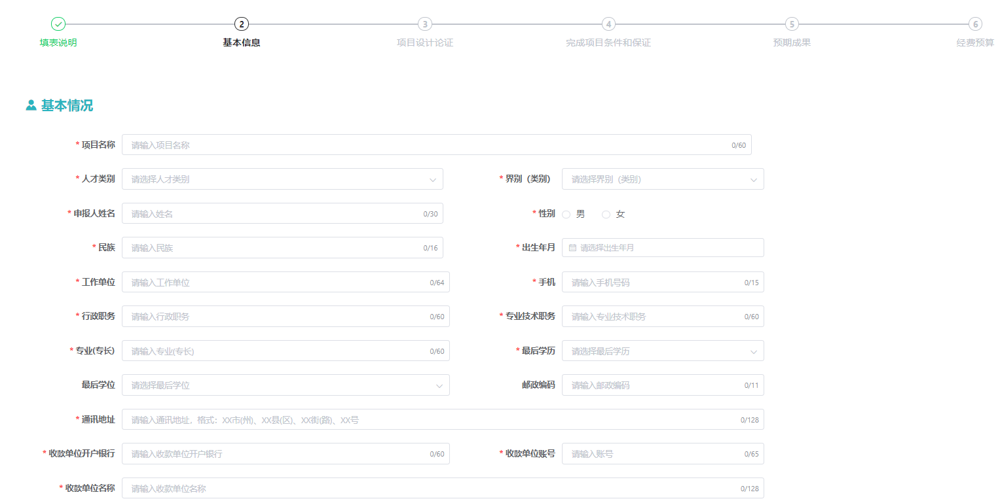 2 3 4 5 6
填表说明 基本信息 项目设计论证 完成项目条件和保证 预期成果 经费预算
基本情况
* 项目名称 请输入项目名称 0/60
* 人才类别 请选择人才类别 * 界别（类别） 请选择界别（类别）
* 申报人姓名 请输入姓名 0/30 * 性别 男 女
* 民族 请输入民族 0/16 * 出生年月 请选择出生年月
* 工作单位 请输入工作单位 0/64 * 手机 请输入手机号码 0/15
* 行政职务 请输入行政职务 0/60 * 专业技术职务 请输入专业技术职务 0/60
* 专业(专长) 请输入专业(专长) 0/60 * 最后学历 请选择最后学历
最后学位 请选择最后学位 邮政编码 请输入邮政编码 0/11
* 通讯地址 请输入通讯地址，格式：XX市(州)、XX县(区)、XX街(路)、XX号 0/128
* 收款单位开户银行 请输入收款单位开户银行 0/60 * 收款单位账号 请输入账号 0/65
* 收款单位名称 请输入收款单位名称 0/128